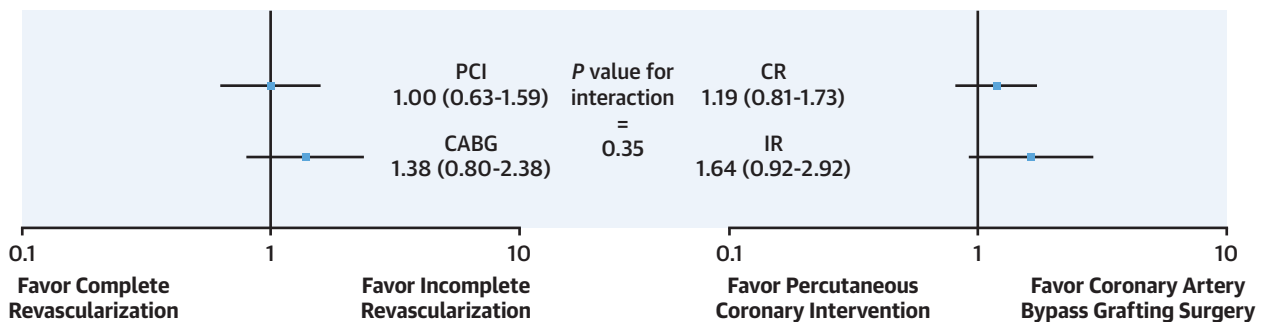 PCI
1.00 (0.63-1.59)
CABG
1.38 (0.80-2.38)
P value for
interaction
=
0.35
CR
1.19 (0.81-1.73)
IR
1.64 (0.92-2.92)
0.1
1
10
0.1
1
10
Favor Complete
Revascularization
Favor Incomplete
Revascularization
Favor Percutaneous
Coronary Intervention
Favor Coronary Artery
Bypass Grafting Surgery